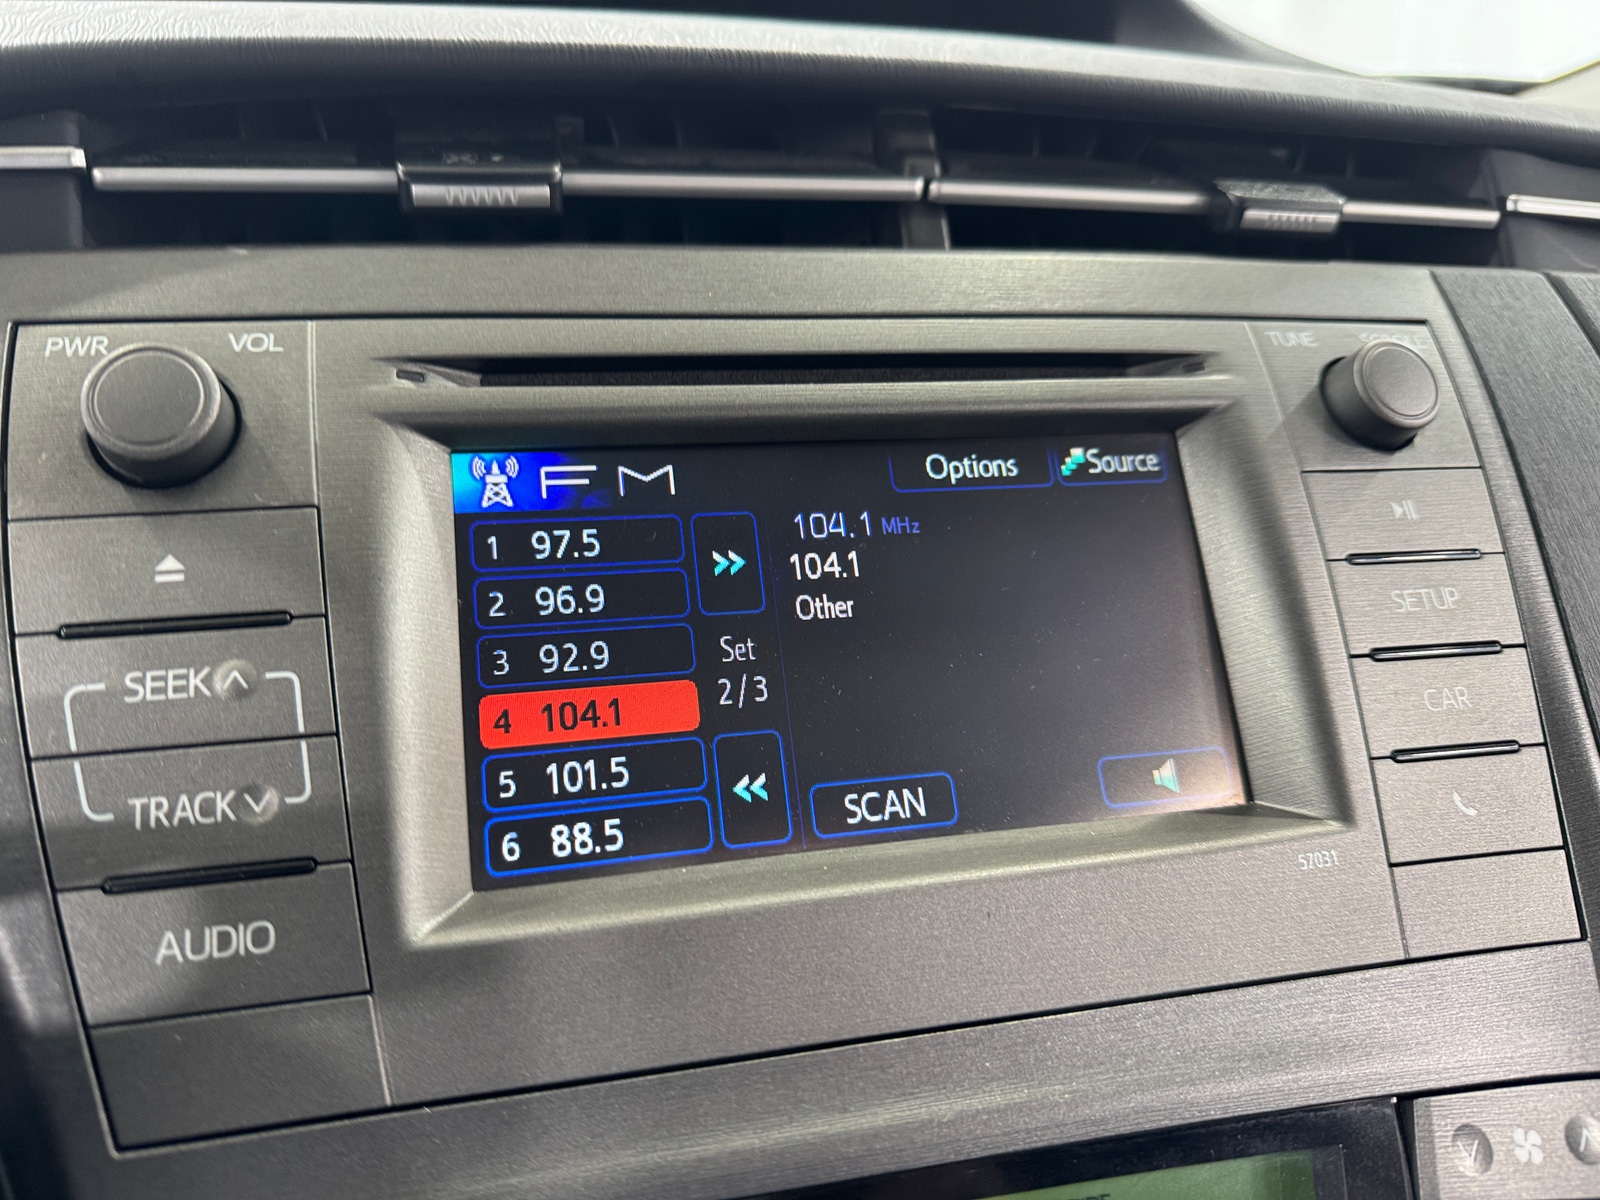 PWR VOL
TUNE SCROLL
FM
Options
Source
1 97.5
2 96.9
3 92.9
4 104.1
5 101.5
6 88.5
Set
2/3
104.1 MHz
104.1
Other
SCAN
SEEK
TRACK
AUDIO
SETUP
CAR
57031